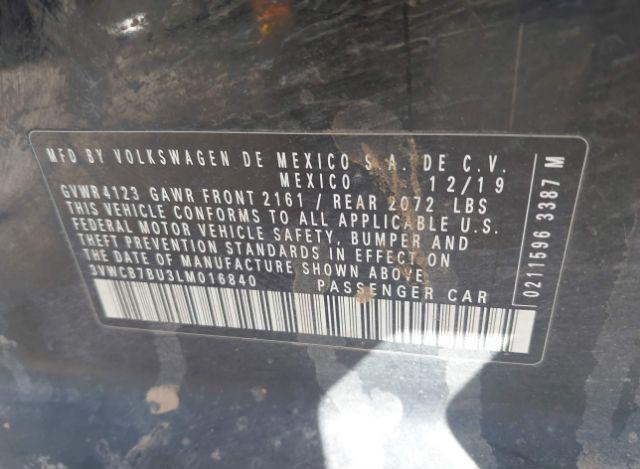 MFD BY VOLKSWAGEN DE MEXICO S.A. DE C.V.
MEXICO 12/19
GVWR4123 GAWR FRONT 2161 / REAR 2072 LBS
THIS VEHICLE CONFORMS TO ALL APPLICABLE U.S.
FEDERAL MOTOR VEHICLE SAFETY, BUMPER AND
THEFT PREVENTION STANDARDS IN EFFECT ON
THE DATE OF MANUFACTURE SHOWN ABOVE.
3VWCB7BU3LM016840 PASSENGER CAR
0211596 3387 M